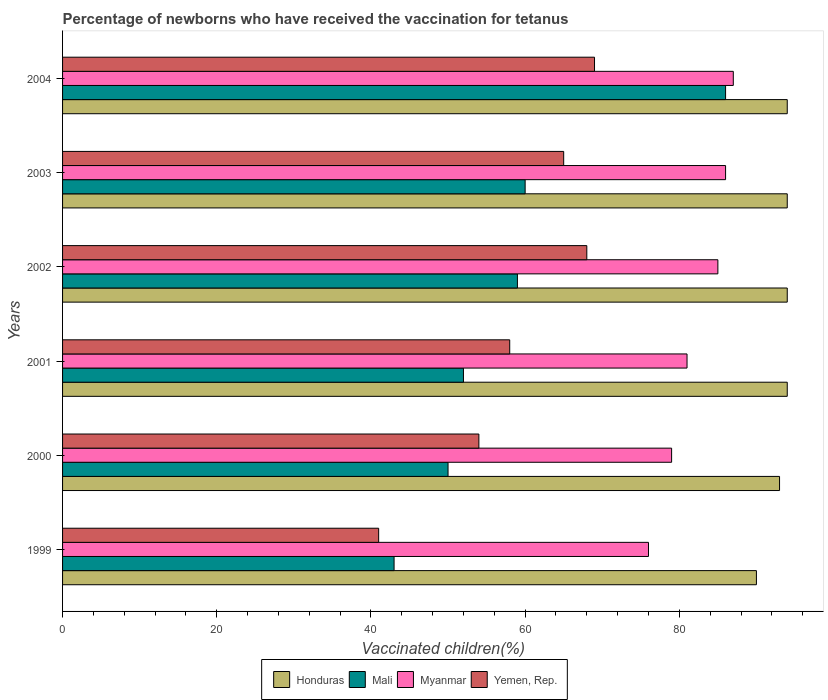 Percentage of newborns who have received the vaccination for tetanus
2004
2003
2002
2001
2000
1999
Years
0
20
40
60
80
Vaccinated children(%)
Honduras
Mali
Myanmar
Yemen, Rep.